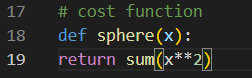 17 # cost function
18 def sphere(x):
19 return sum(x**2)